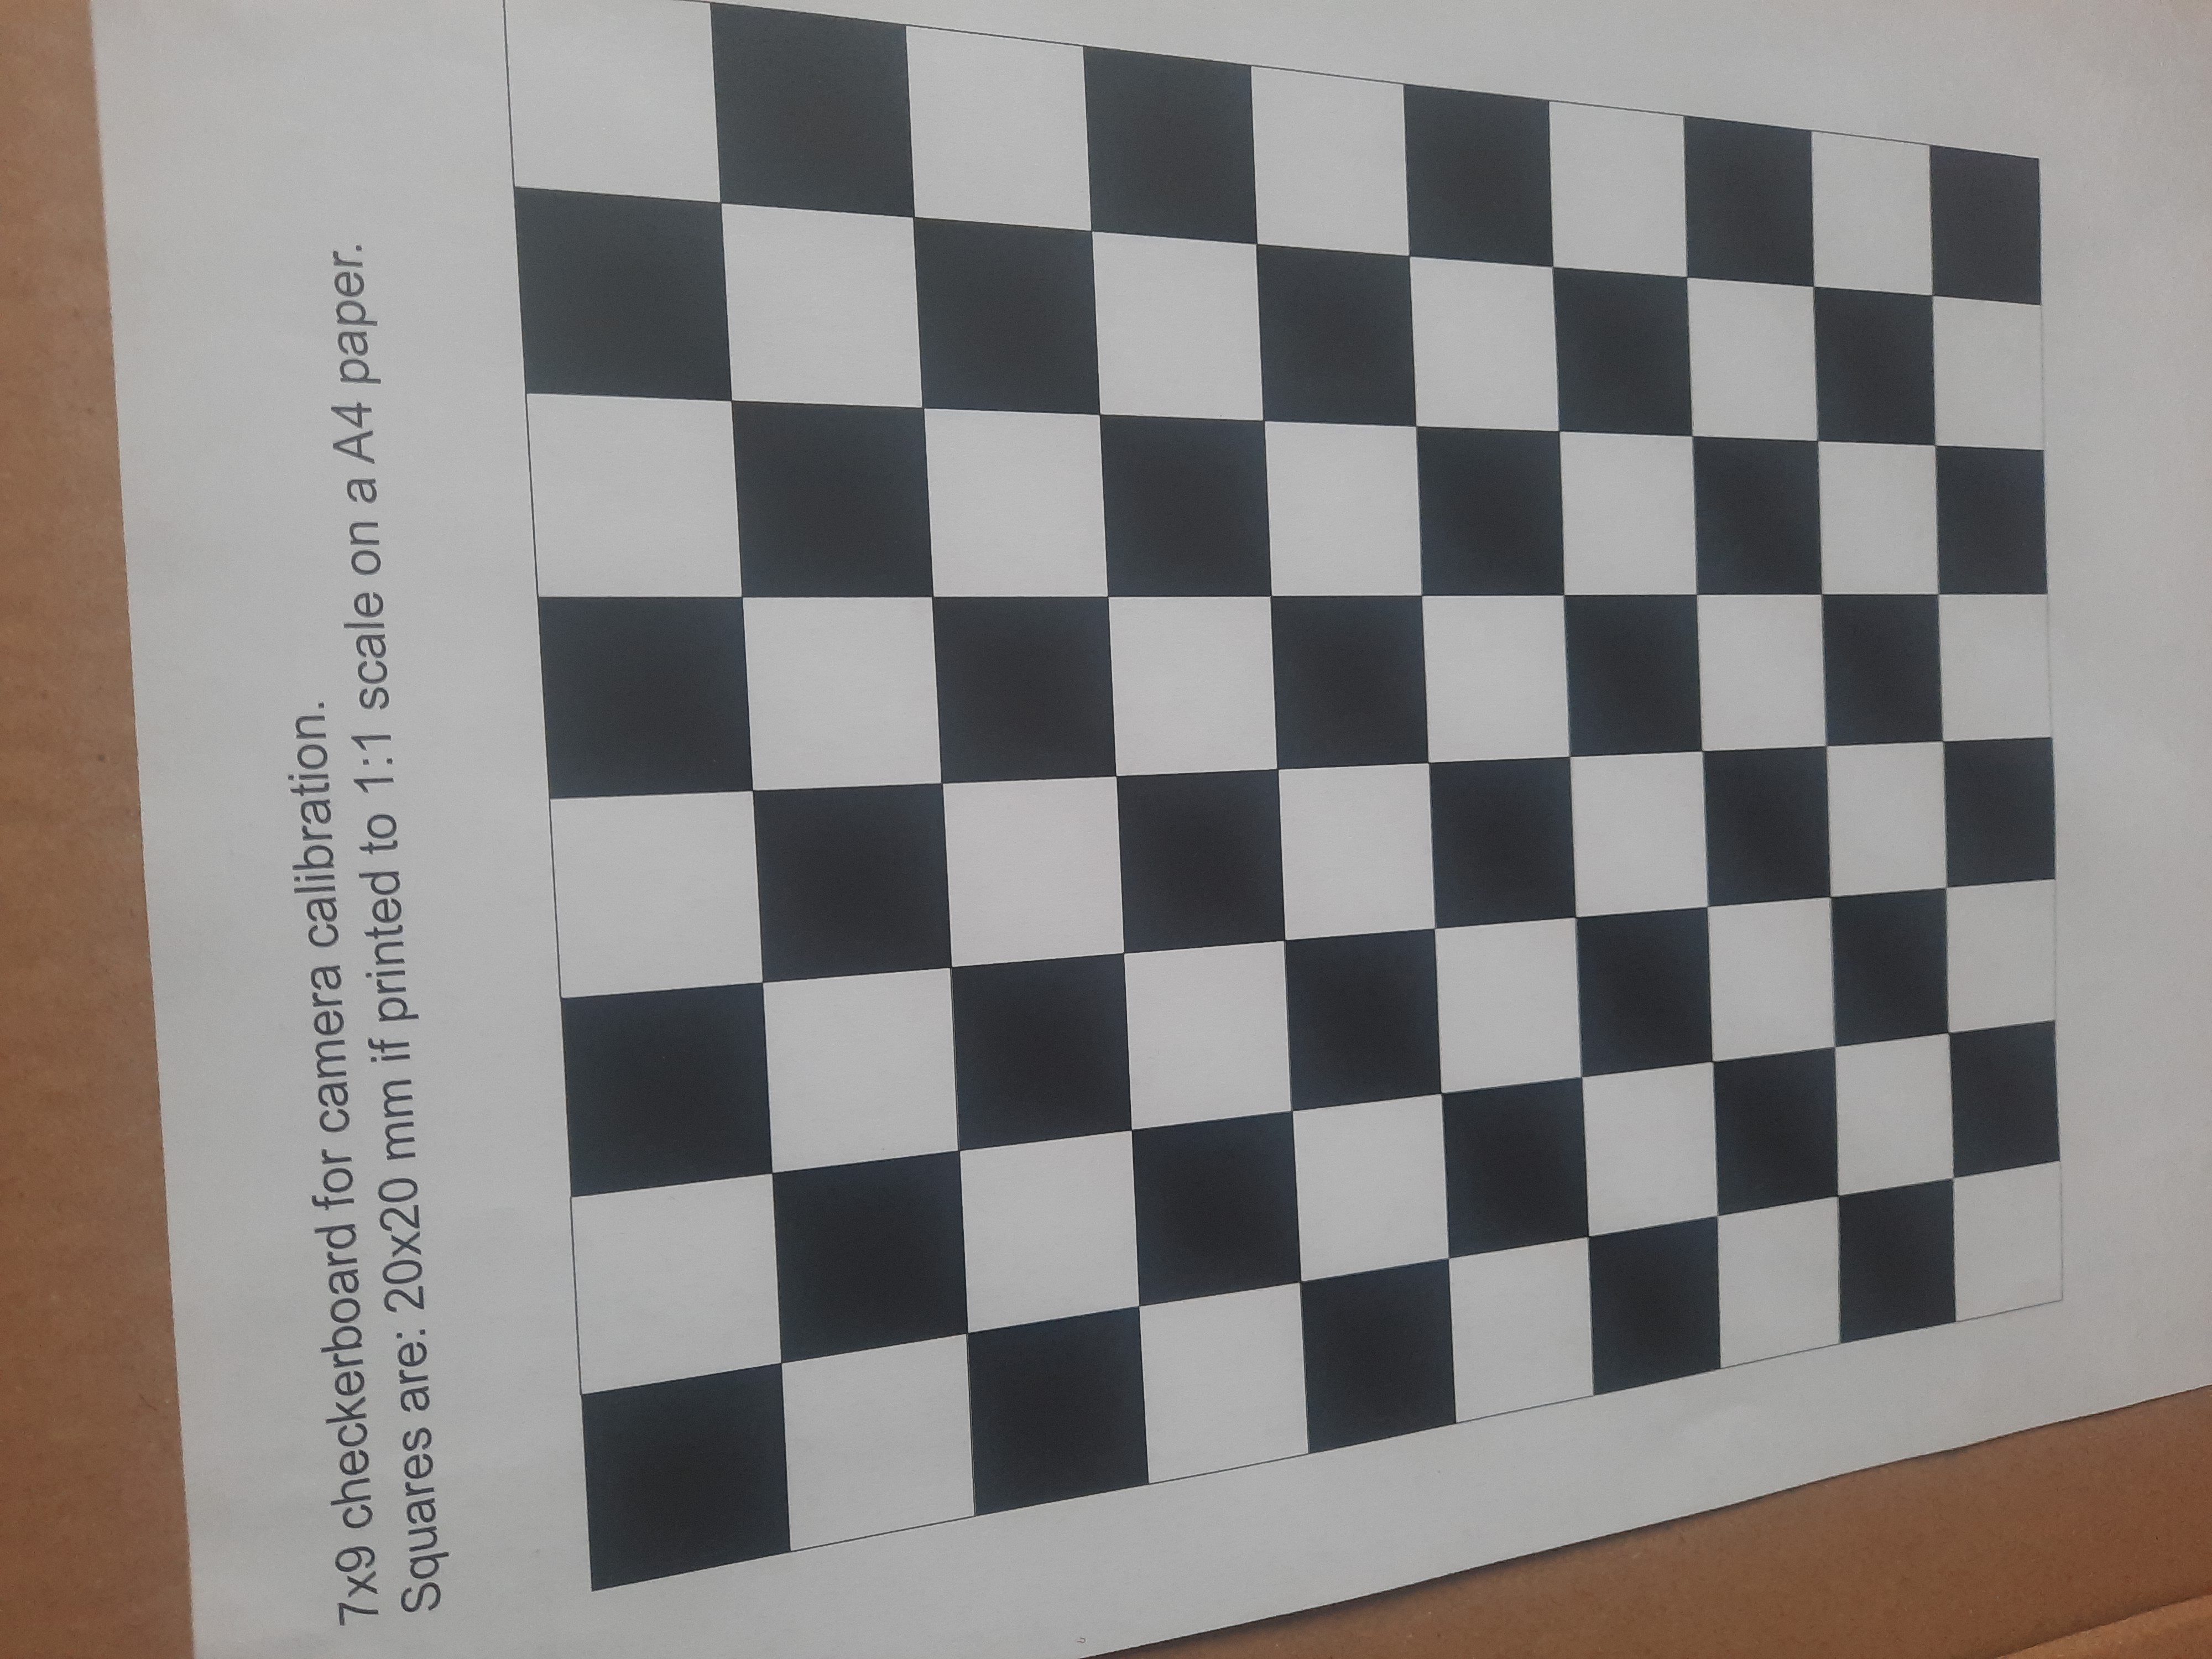 7x9 checkerboard for camera calibration.
Squares are: 20x20 mm if printed to 1:1 scale on a A4 paper.